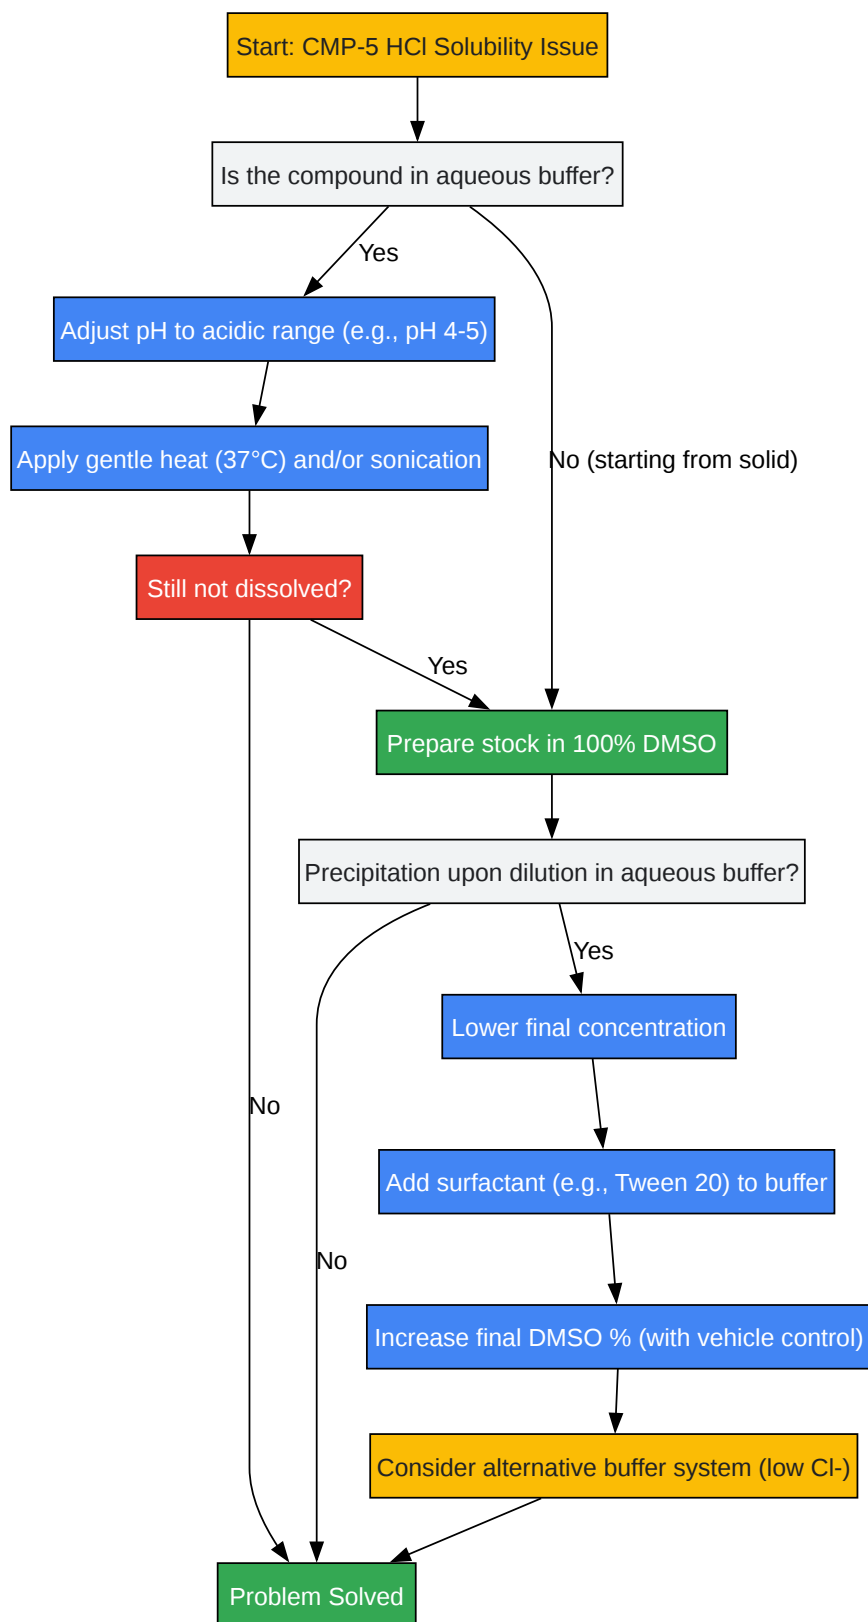 Start: CMP-5 HCl Solubility Issue
Is the compound in aqueous buffer?
Yes
Adjust pH to acidic range (e.g., pH 4-5)
Apply gentle heat (37°C) and/or sonication
No (starting from solid)
Still not dissolved?
Yes
Prepare stock in 100% DMSO
Precipitation upon dilution in aqueous buffer?
Yes
Lower final concentration
No
Add surfactant (e.g., Tween 20) to buffer
No
Increase final DMSO % (with vehicle control)
Consider alternative buffer system (low Cl-)
Problem Solved